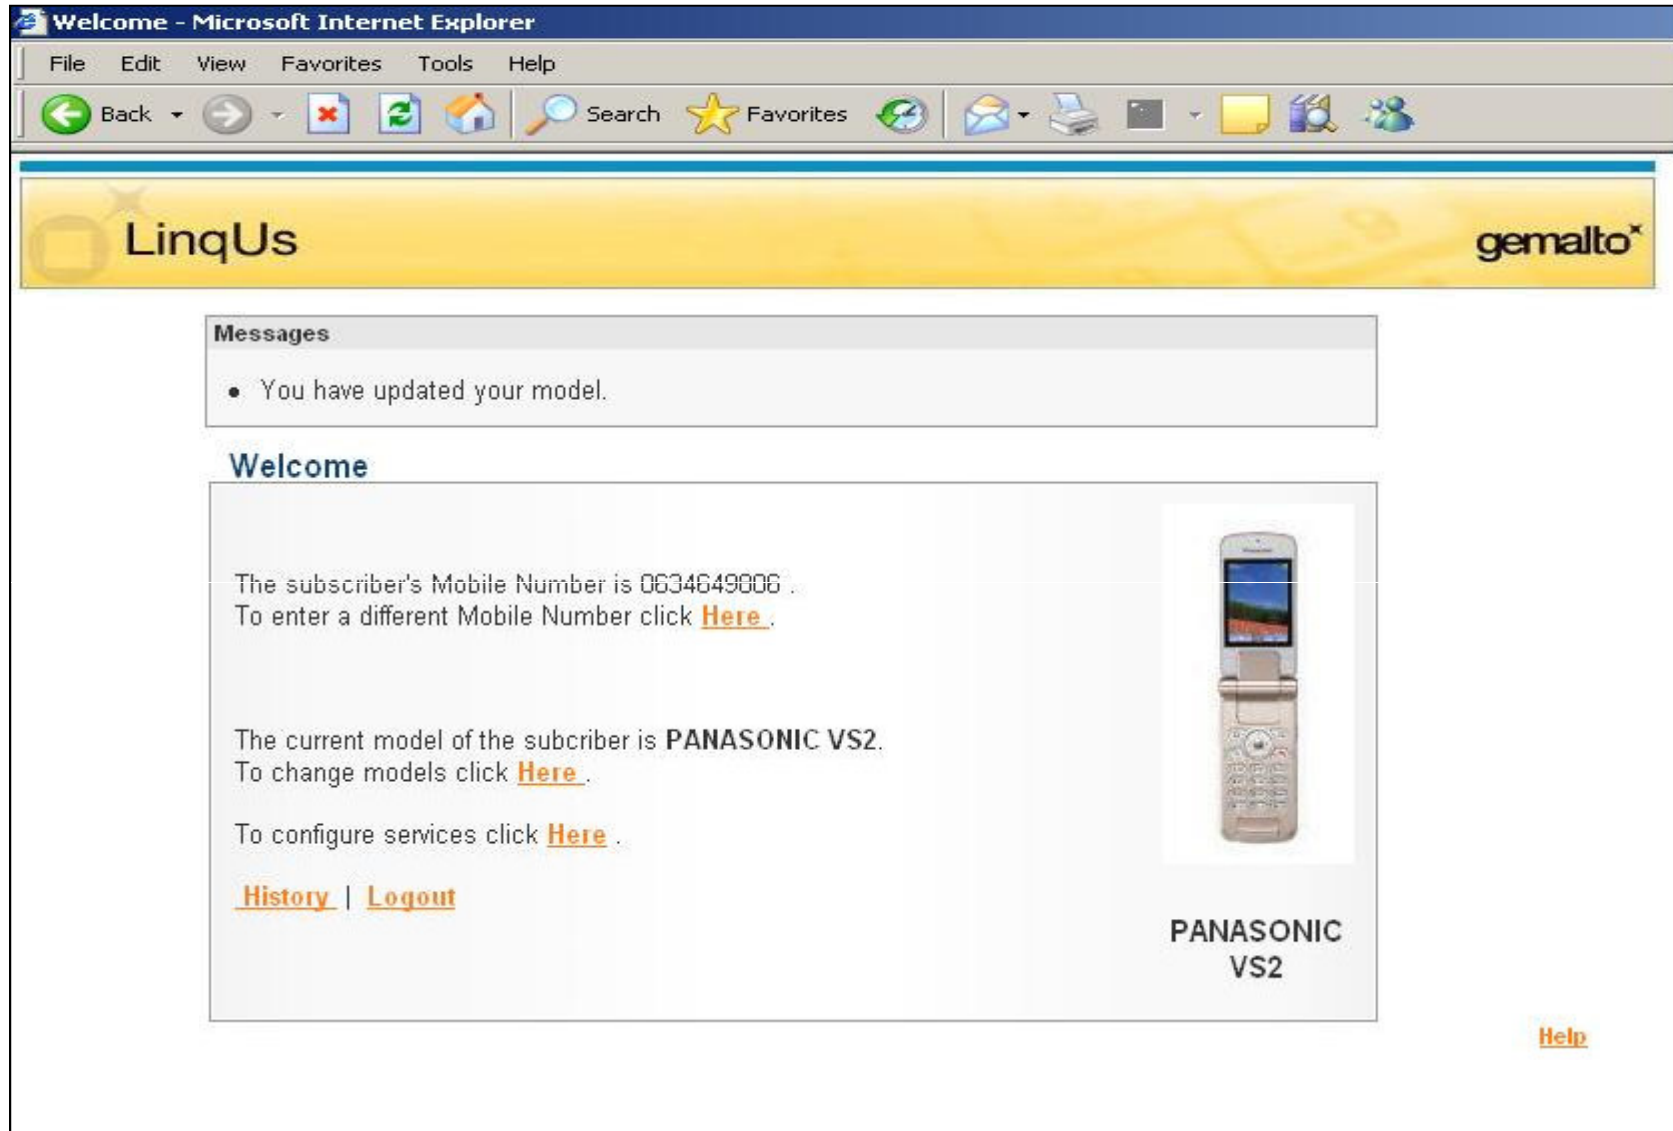 Welcome - Microsoft Internet Explorer
File Edit View Favorites Tools Help
Back Search Favorites
LinqUs
gemalto
Messages
• You have updated your model.
Welcome
The subscriber's Mobile Number is 0634649806 .
To enter a different Mobile Number click Here .
The current model of the subcriber is PANASONIC VS2.
To change models click Here .
To configure services click Here .
History | Logout
PANASONIC
VS2
Help